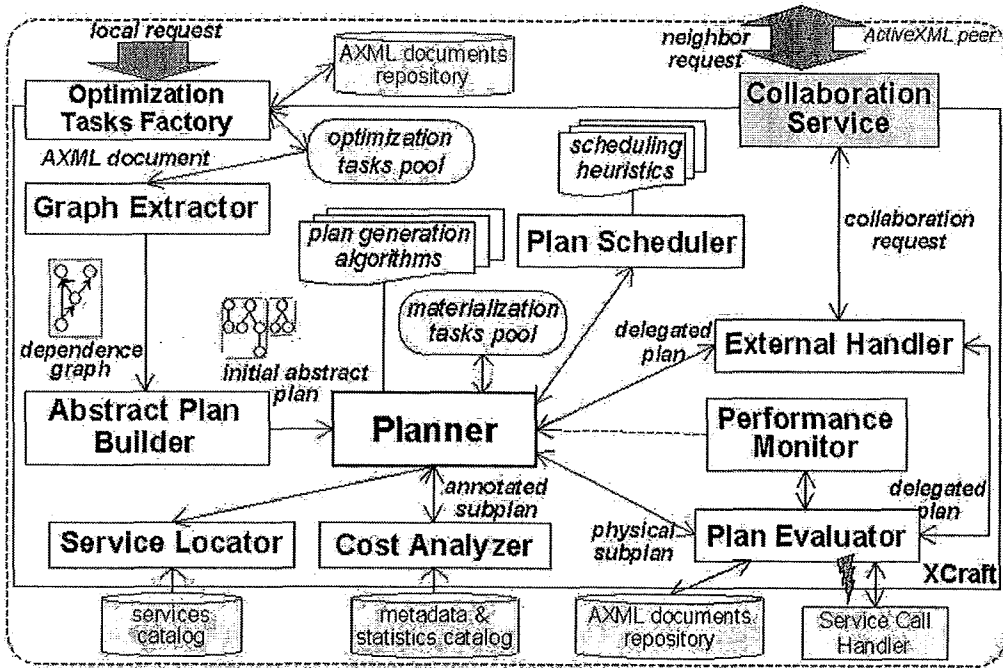 local request
neighbor
request
ActiveXML peer
AXML documents
repository
Optimization
Tasks Factory
Collaboration
Service
AXML document
optimization
tasks pool
scheduling
heuristics
Graph Extractor
plan generation
algorithms
Plan Scheduler
collaboration
request
materialization
tasks pool
dependence
graph
initial abstract
plan
delegated
plan
External Handler
Abstract Plan
Builder
Planner
Performance
Monitor
annotated
subplan
delegated
plan
physical
subplan
Service Locator
Cost Analyzer
Plan Evaluator
XCraft
services
catalog
metadata &
statistics catalog
AXML documents
repository
Service Call
Handler